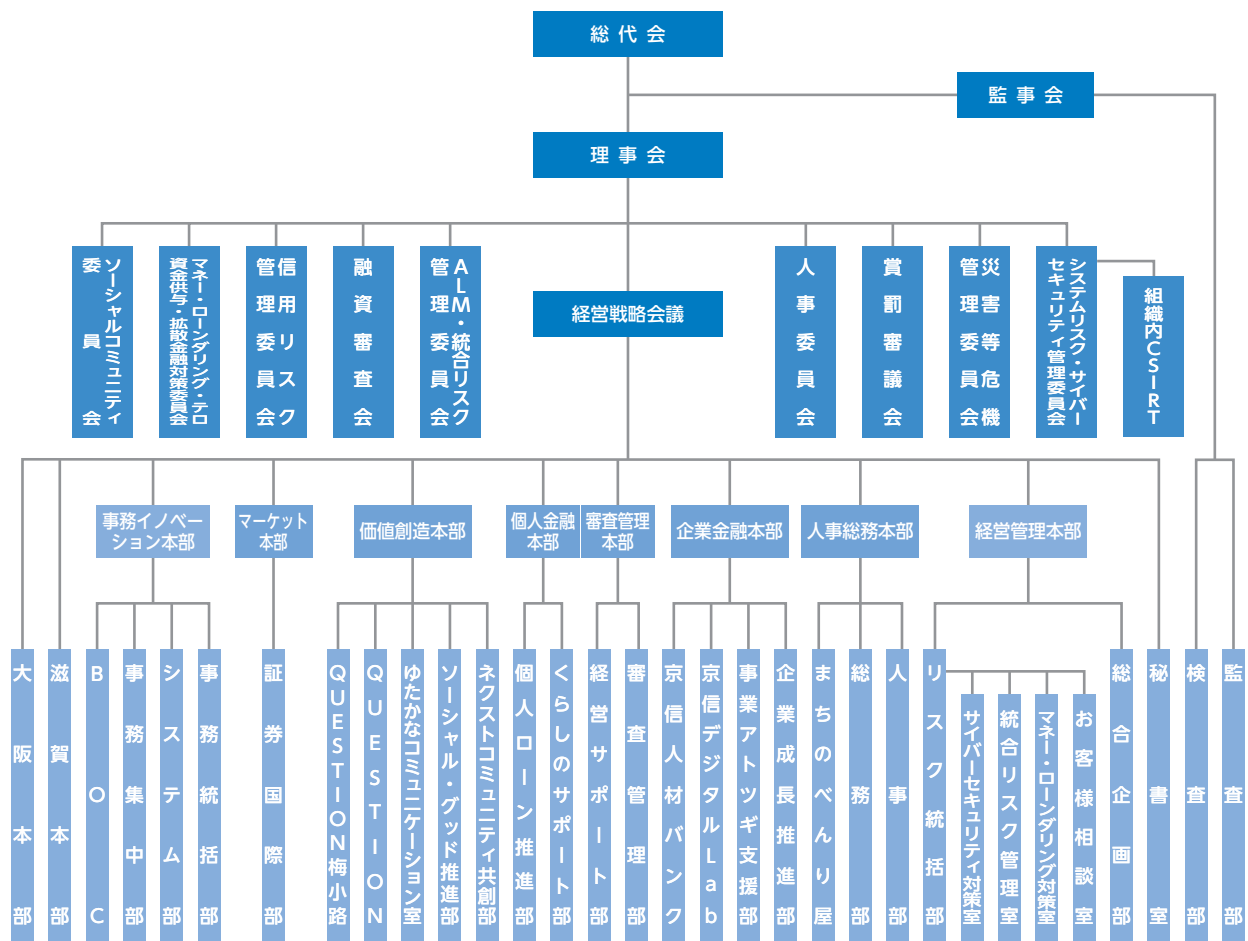 総代会
監事会
理事会
ソーシャルコミュニティ
委員会
マネー・ローンダリング・テロ
資金供与・拡散金融対策委員会
信用リスク
管理委員会
融資審査会
ALM・統合リスク
管理委員会
経営戦略会議
人事委員会
賞罰審議会
災害等危機
管理委員会
システムリスク・サイバー
セキュリティ管理委員会
組織内CSIRT
事務イノベー
ション本部
マーケット
本部
価値創造本部
個人金融
本部
審査管理
本部
企業金融本部
人事総務本部
経営管理本部
大阪本部
滋賀本部
BOC
事務集中部
システム部
事務統括部
証券国際部
QUESTION梅小路
QUESTION
ゆたかなコミュニケーション室
ソーシャル・グッド推進部
ネクストコミュニティ共創部
個人ローン推進部
くらしのサポート部
経営サポート部
審査管理部
京信人材バンク
京信デジタルLab
事業アトツギ支援部
企業成長推進部
まちのべんり屋
総務部
人事部
リスク統括部
サイバーセキュリティ対策室
統合リスク管理室
マネー・ローンダリング対策室
お客様相談室
総合企画部
秘書室
検査部
監査部